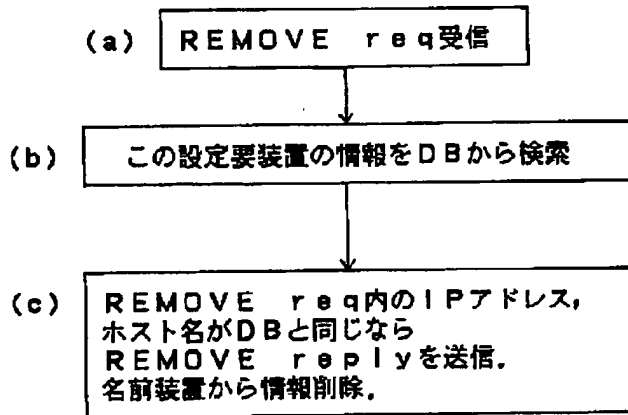 (a) REMOVE req受信
(b) この設定要装置の情報をDBから検索
(c) REMOVE req内のIPアドレス,
ホスト名がDBと同じなら
REMOVE replyを送信.
名前装置から情報削除.